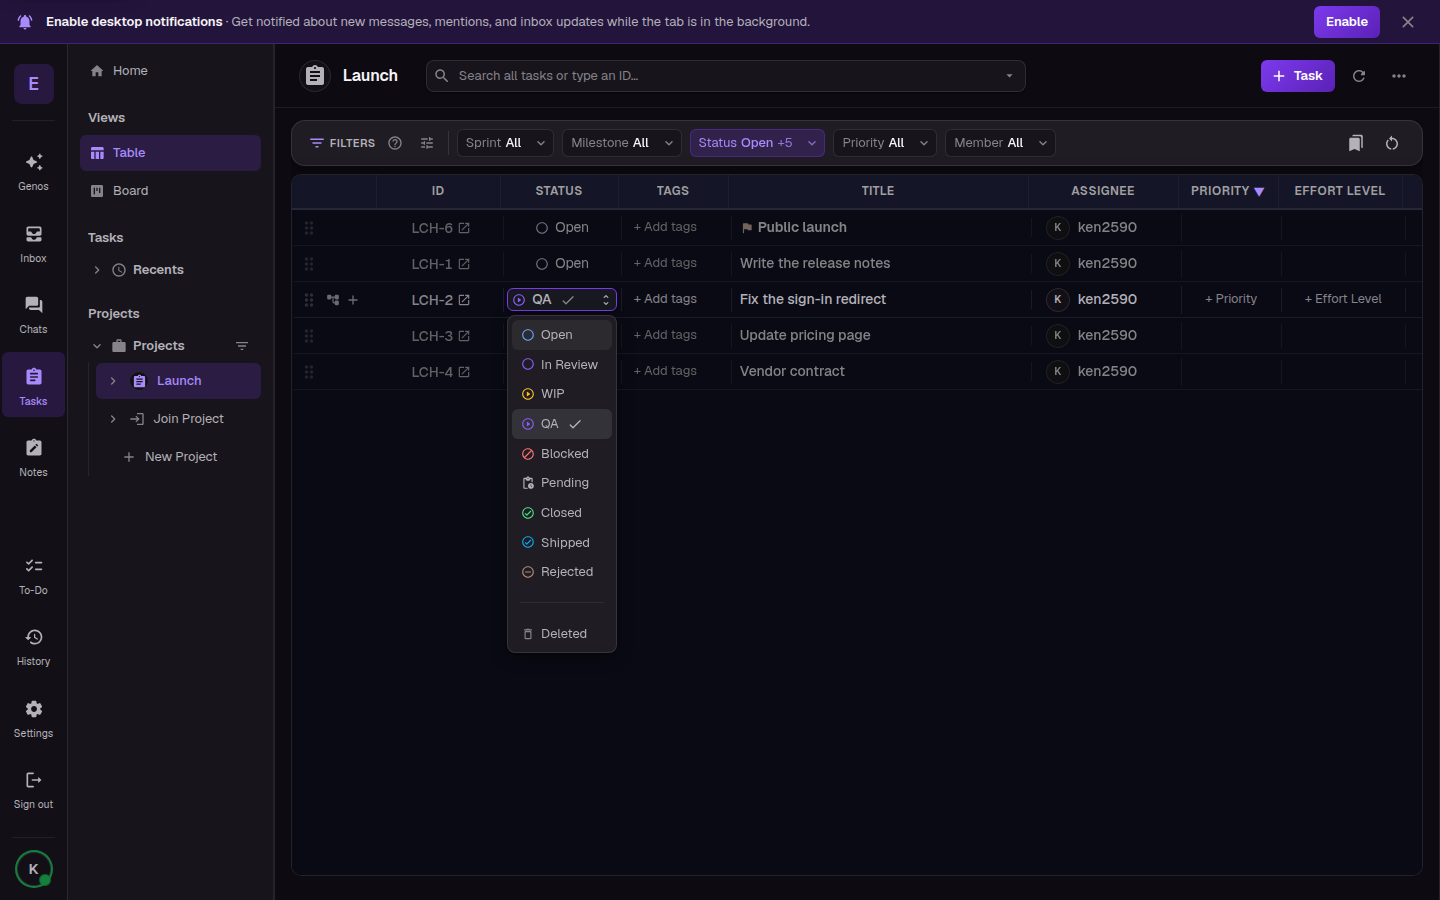 Enable desktop notifications · Get notified about new messages, mentions, and inbox updates while the tab is in the background.
Enable
E
Genos
Inbox
Chats
Tasks
Notes
To-Do
History
Settings
Sign out
K
Home
Views
Table
Board
Tasks
Recents
Projects
Projects
Launch
Join Project
New Project
Launch
Search all tasks or type an ID...
+ Task
FILTERS
Sprint All
Milestone All
Status Open +5
Priority All
Member All
ID STATUS TAGS TITLE ASSIGNEE PRIORITY ▼ EFFORT LEVEL
LCH-6 Open + Add tags Public launch K ken2590
LCH-1 Open + Add tags Write the release notes K ken2590
LCH-2 QA + Add tags Fix the sign-in redirect K ken2590 + Priority + Effort Level
LCH-3 + Add tags Update pricing page K ken2590
LCH-4 + Add tags Vendor contract K ken2590
Open
In Review
WIP
QA
Blocked
Pending
Closed
Shipped
Rejected
Deleted